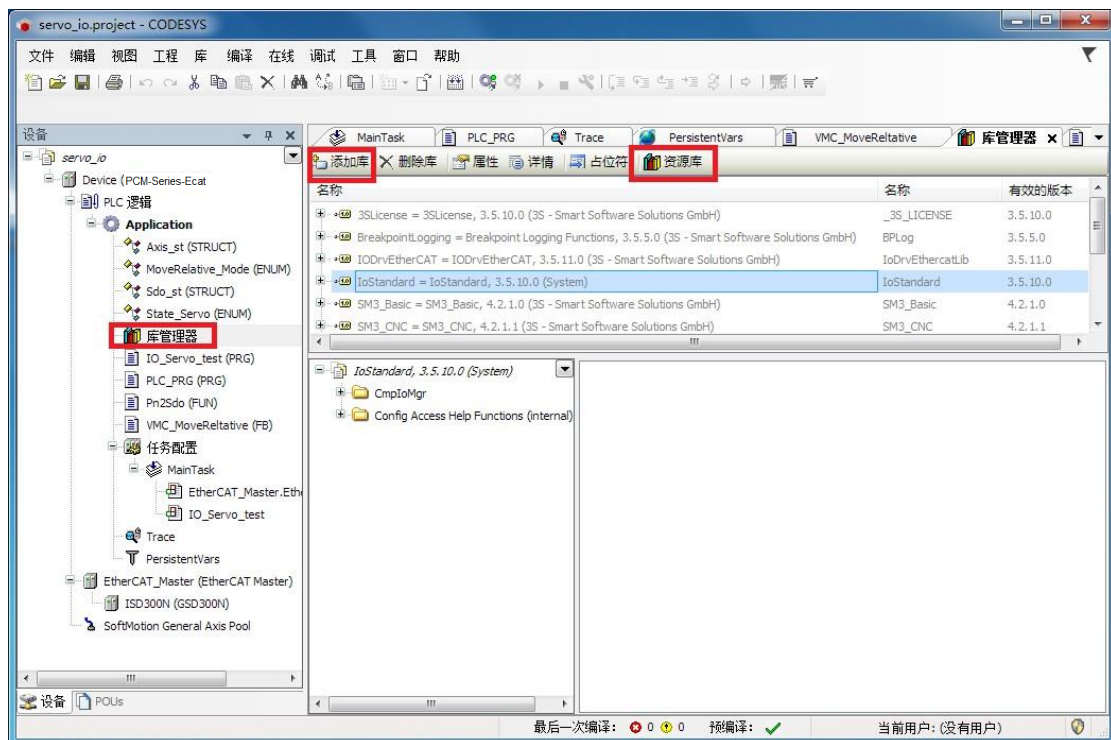 servo_io.project - CODESYS
文件 编辑 视图 工程 库 编译 在线 调试 工具 窗口 帮助
设备
servo_io
Device (PCM-Series-Ecat
PLC 逻辑
Application
Axis_st (STRUCT)
MoveRelative_Mode (ENUM)
Sdo_st (STRUCT)
State_Servo (ENUM)
库管理器
IO_Servo_test (PRG)
PLC_PRG (PRG)
Pn2Sdo (FUN)
VMC_MoveReltative (FB)
任务配置
MainTask
EtherCAT_Master.Eth
IO_Servo_test
Trace
PersistentVars
EtherCAT_Master (EtherCAT Master)
ISD300N (GSD300N)
SoftMotion General Axis Pool
设备 POUs
MainTask PLC_PRG Trace PersistentVars VMC_MoveReltative 库管理器
添加库 删除库 属性 详情 占位符 资源库
名称 名称 有效的版本
3SLicense = 3SLicense, 3.5.10.0 (3S - Smart Software Solutions GmbH) _3S_LICENSE 3.5.10.0
BreakpointLogging = Breakpoint Logging Functions, 3.5.5.0 (3S - Smart Software Solutions GmbH) BPLog 3.5.5.0
IODrvEtherCAT = IODrvEtherCAT, 3.5.11.0 (3S - Smart Software Solutions GmbH) IoDrvEthercatLib 3.5.11.0
IoStandard = IoStandard, 3.5.10.0 (System) IoStandard 3.5.10.0
SM3_Basic = SM3_Basic, 4.2.1.0 (3S - Smart Software Solutions GmbH) SM3_Basic 4.2.1.0
SM3_CNC = SM3_CNC, 4.2.1.1 (3S - Smart Software Solutions GmbH) SM3_CNC 4.2.1.1
IoStandard, 3.5.10.0 (System)
CmpIoMgr
Config Access Help Functions (internal)
最后一次编译: 0 0 预编译: 当前用户: (没有用户)